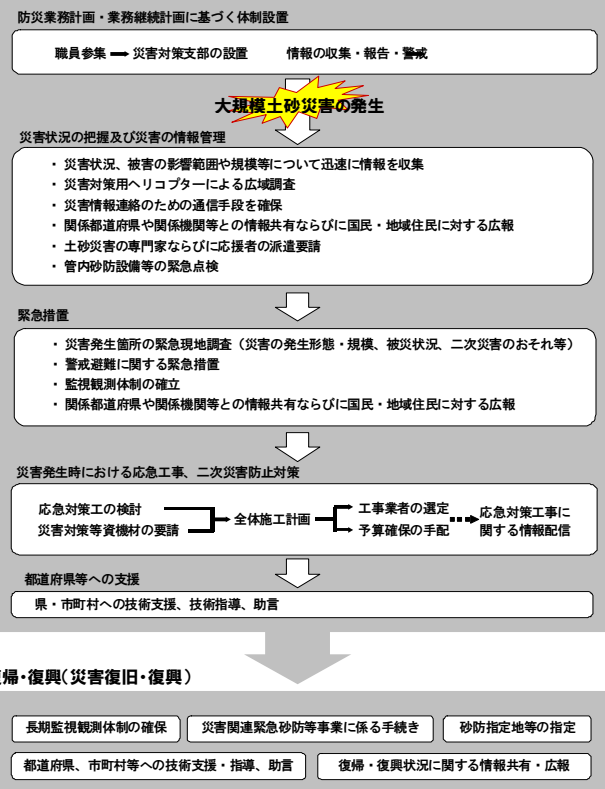 防災業務計画・業務継続計画に基づく体制設置
職員参集 災害対策支部の設置 情報の収集・報告・警戒
大規模土砂災害の発生
災害状況の把握及び災害の情報管理
・ 災害状況、被害の影響範囲や規模等について迅速に情報を収集
・ 災害対策用ヘリコプターによる広域調査
・ 災害情報連絡のための通信手段を確保
・ 関係都道府県や関係機関等との情報共有ならびに国民・地域住民に対する広報
・ 土砂災害の専門家ならびに応援者の派遣要請
・ 管内砂防設備等の緊急点検
緊急措置
・ 災害発生箇所の緊急現地調査（災害の発生形態・規模、被災状況、二次災害のおそれ等）
・ 警戒避難に関する緊急措置
・ 監視観測体制の確立
・ 関係都道府県や関係機関等との情報共有ならびに国民・地域住民に対する広報
災害発生時における応急工事、二次災害防止対策
応急対策工の検討
災害対策等資機材の要請
全体施工計画
工事業者の選定
予算確保の手配
応急対策工事に
関する情報配信
都道府県等への支援
県・市町村への技術支援、技術指導、助言
帰・復興（災害復旧・復興）
長期監視観測体制の確保 災害関連緊急砂防等事業に係る手続き 砂防指定地等の指定
都道府県、市町村等への技術支援・指導、助言 復帰・復興状況に関する情報共有・広報